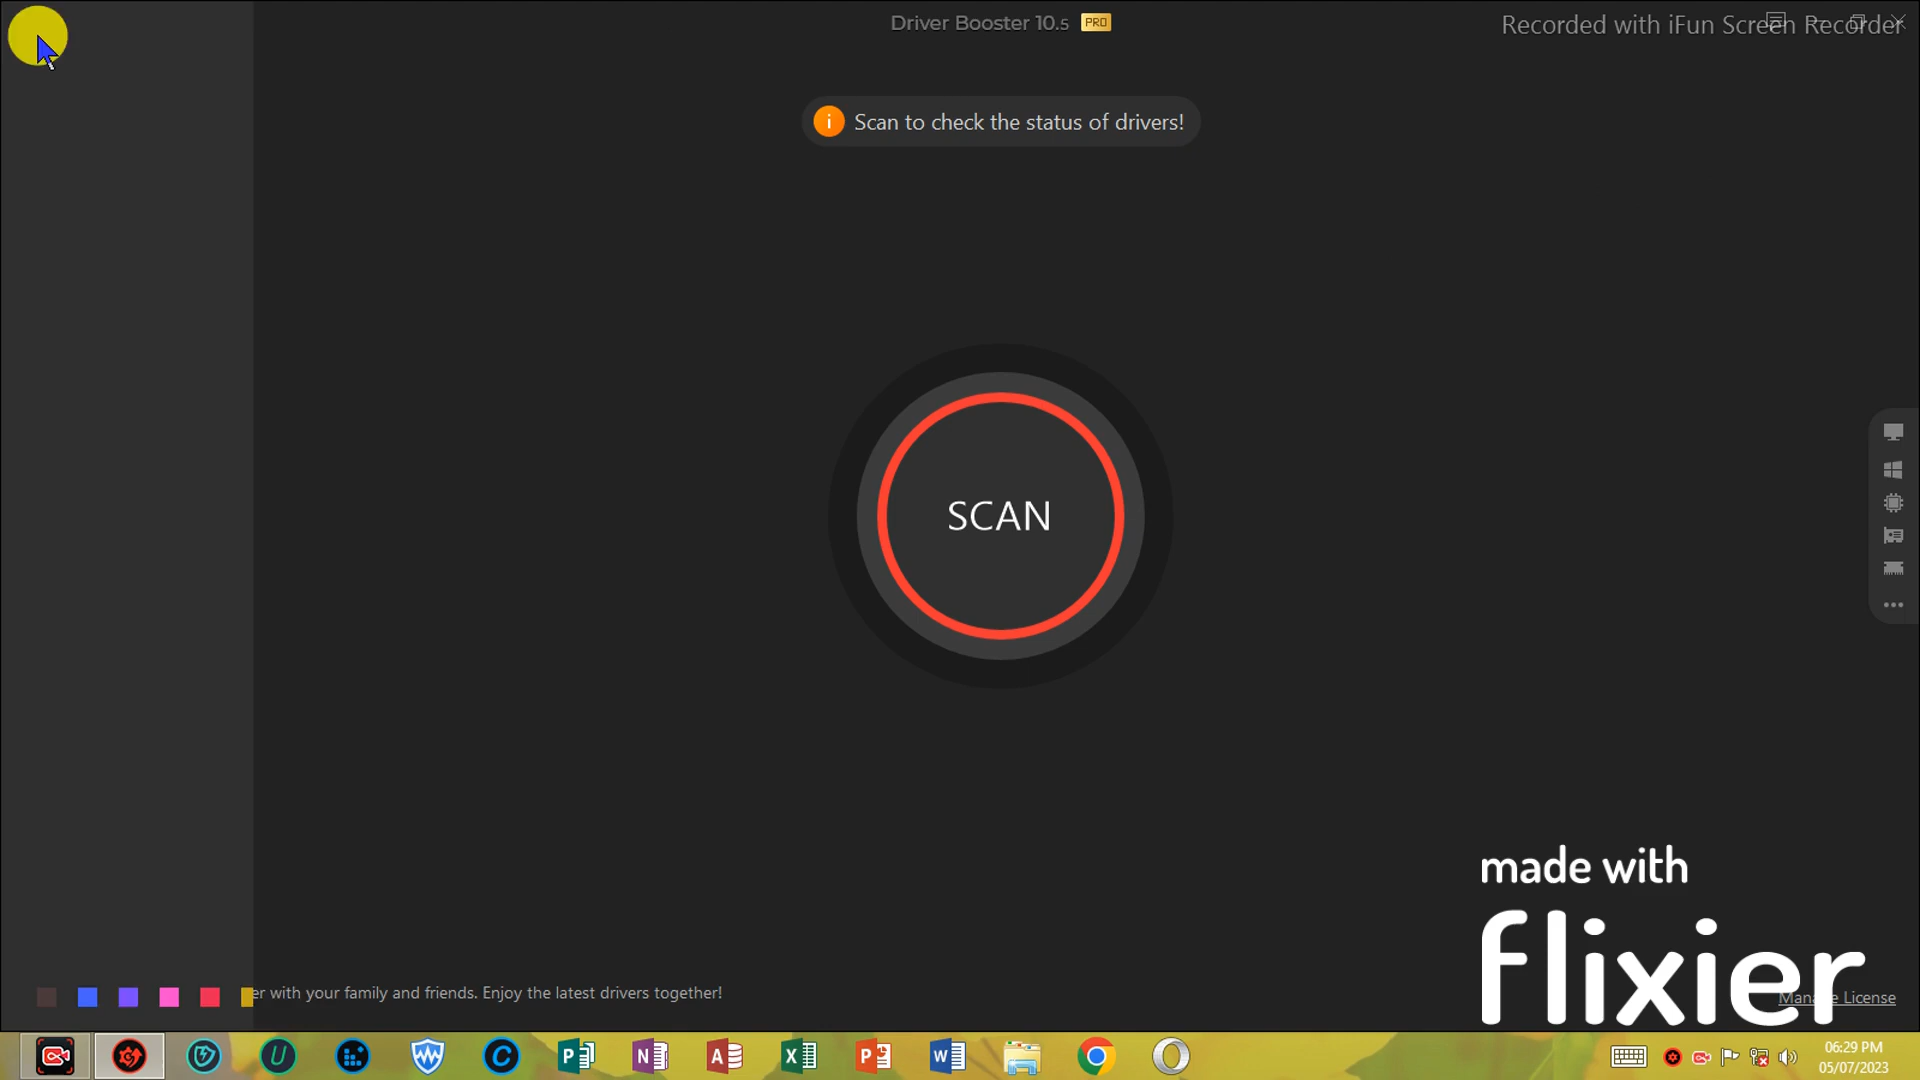 Driver Booster 10.5 PRO
Recorded with iFun Screen Recorder
Scan to check the status of drivers!
SCAN
made with
flixier
er with your family and friends. Enjoy the latest drivers together!
Manage License
06:29 PM
05/07/2023